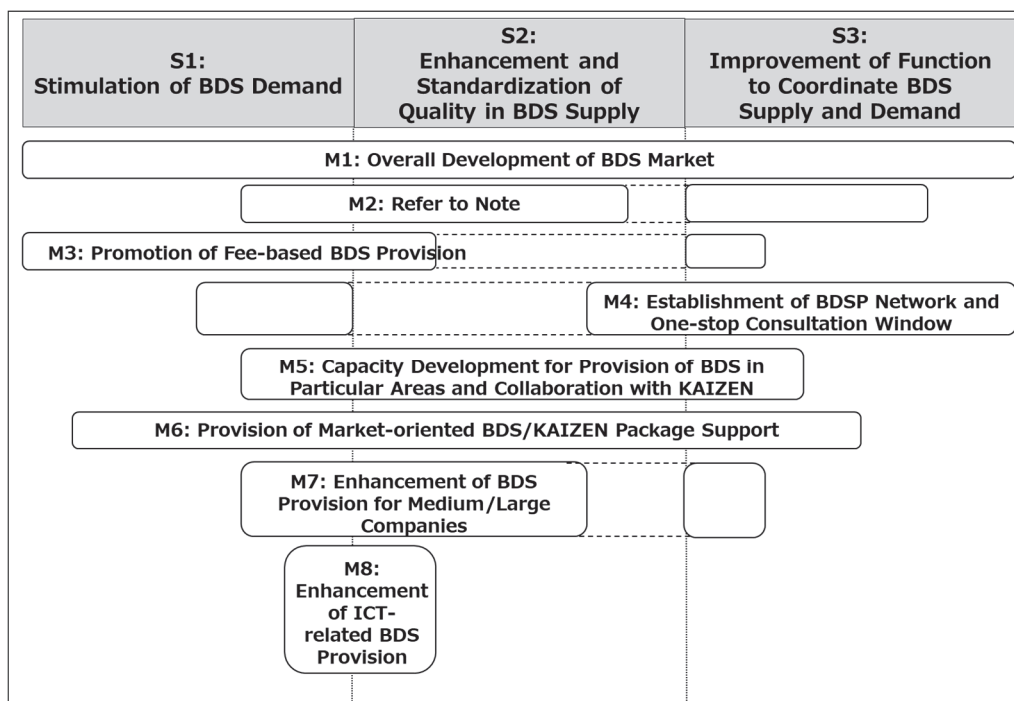 S1:
Stimulation of BDS Demand
S2:
Enhancement and
Standardization of
Quality in BDS Supply
S3:
Improvement of Function
to Coordinate BDS
Supply and Demand
M1: Overall Development of BDS Market
M2: Refer to Note
M3: Promotion of Fee-based BDS Provision
M4: Establishment of BDSP Network and
One-stop Consultation Window
M5: Capacity Development for Provision of BDS in
Particular Areas and Collaboration with KAIZEN
M6: Provision of Market-oriented BDS/KAIZEN Package Support
M7: Enhancement of BDS
Provision for Medium/Large
Companies
M8:
Enhancement
of ICT-
related BDS
Provision